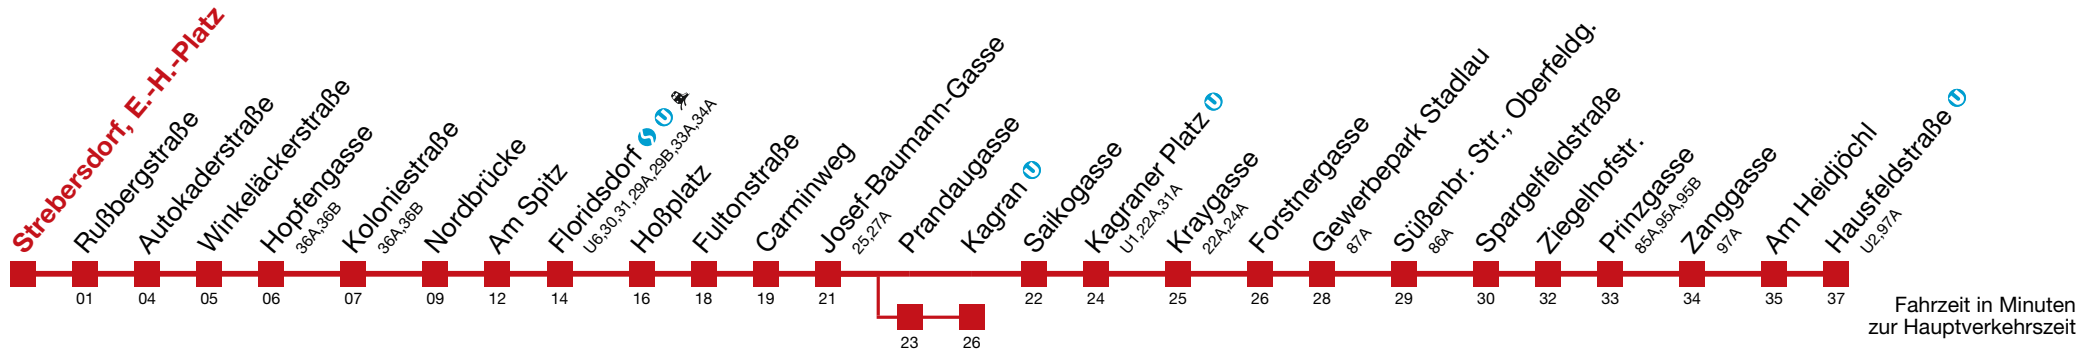 Strebersdorf, E.-H.-Platz
Rußbergstraße
Autokaderstraße
Winkeläckerstraße
Hopfengasse
36A,36B
Koloniestraße
36A,36B
Nordbrücke
Am Spitz
Floridsdorf
U6,30,31,29A,29B,33A,34A
Hoßplatz
Fultonstraße
Carminweg
Josef-Baumann-Gasse
25,27A
Prandaugasse
Kagran U
Saikogasse
Kagraner Platz U
U1,22A,31A
Kraygasse
22A,24A
Forstnergasse
Gewerbepark Stadlau
87A
Süßenbr. Str., Oberfeldg.
86A
Spargelfeldstraße
Ziegelhofstr.
Prinzgasse
85A,95A,95B
Zanggasse
97A
Am Heidjöchl
Hausfeldstraße U
U2,97A
01 04 05 06 07 09 12 14 16 18 19 21 22 24 25 26 28 29 30 32 33 34 35 37
23 26
Fahrzeit in Minuten
zur Hauptverkehrszeit